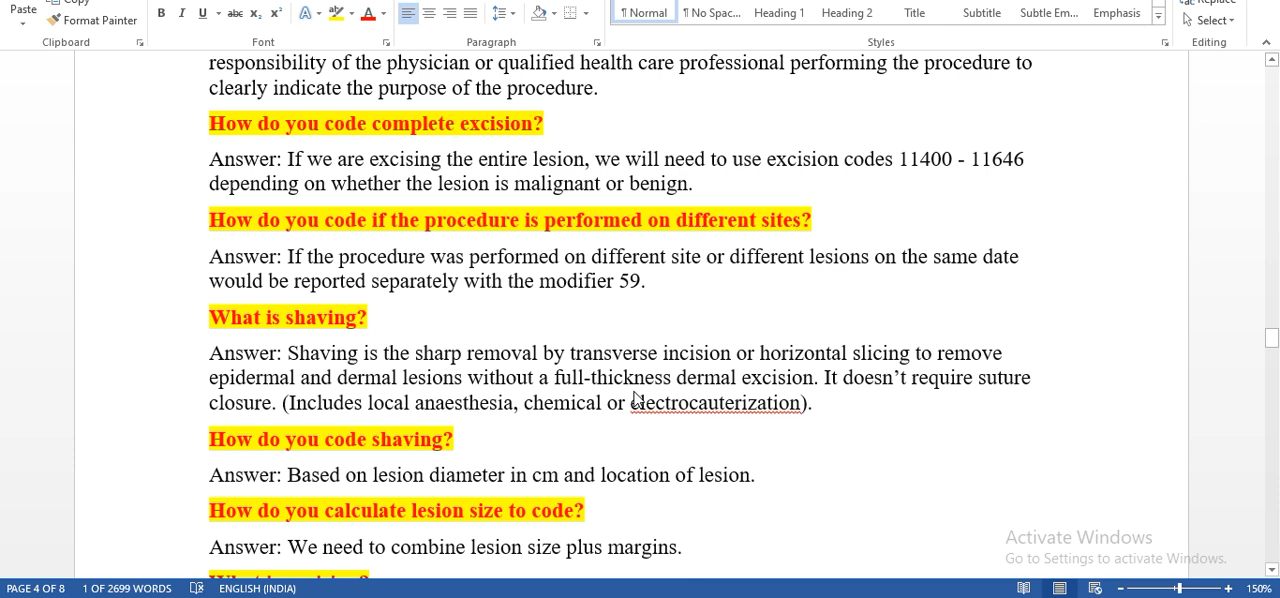 Paste
Copy
Format Painter
Clipboard
B I U abc x₂ x² A A
Font
Paragraph
¶ Normal ¶ No Spac... Heading 1 Heading 2 Title Subtitle Subtle Em... Emphasis
Styles
Replace
Select
Editing
responsibility of the physician or qualified health care professional performing the procedure to
clearly indicate the purpose of the procedure.
How do you code complete excision?
Answer: If we are excising the entire lesion, we will need to use excision codes 11400 - 11646
depending on whether the lesion is malignant or benign.
How do you code if the procedure is performed on different sites?
Answer: If the procedure was performed on different site or different lesions on the same date
would be reported separately with the modifier 59.
What is shaving?
Answer: Shaving is the sharp removal by transverse incision or horizontal slicing to remove
epidermal and dermal lesions without a full-thickness dermal excision. It doesn’t require suture
closure. (Includes local anaesthesia, chemical or electrocauterization).
How do you code shaving?
Answer: Based on lesion diameter in cm and location of lesion.
How do you calculate lesion size to code?
Answer: We need to combine lesion size plus margins.
Activate Windows
Go to Settings to activate Windows.
PAGE 4 OF 8 1 OF 2699 WORDS ENGLISH (INDIA) 150%